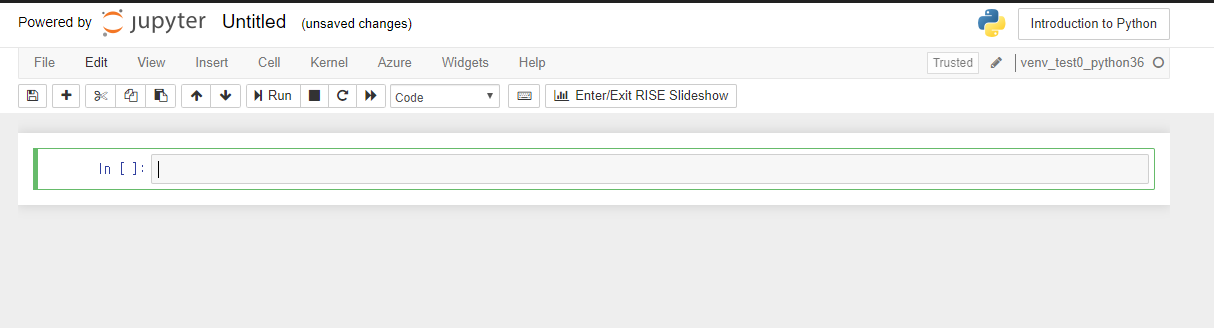 Powered by jupyter Untitled (unsaved changes) Introduction to Python
File Edit View Insert Cell Kernel Azure Widgets Help Trusted venv_test0_python36
Run Code Enter/Exit RISE Slideshow
In [ ]: